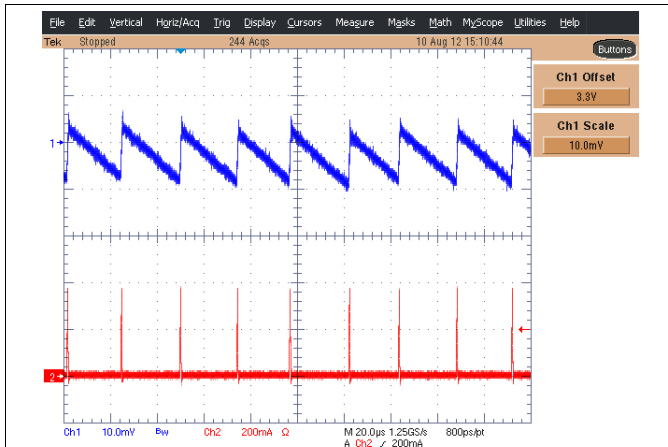 File Edit Vertical Horiz/Acq Trig Display Cursors Measure Masks Math MyScope Utilities Help
Tek Stopped 244 Acqs 10 Aug 12 15:10:44 Buttons
Ch1 Offset
3.3V
Ch1 Scale
10.0mV
1
2
Ch1 10.0mV Bw Ch2 200mA Ω M 20.0µs 1.25GS/s 800ps/pt
A Ch2 ∕ 200mA